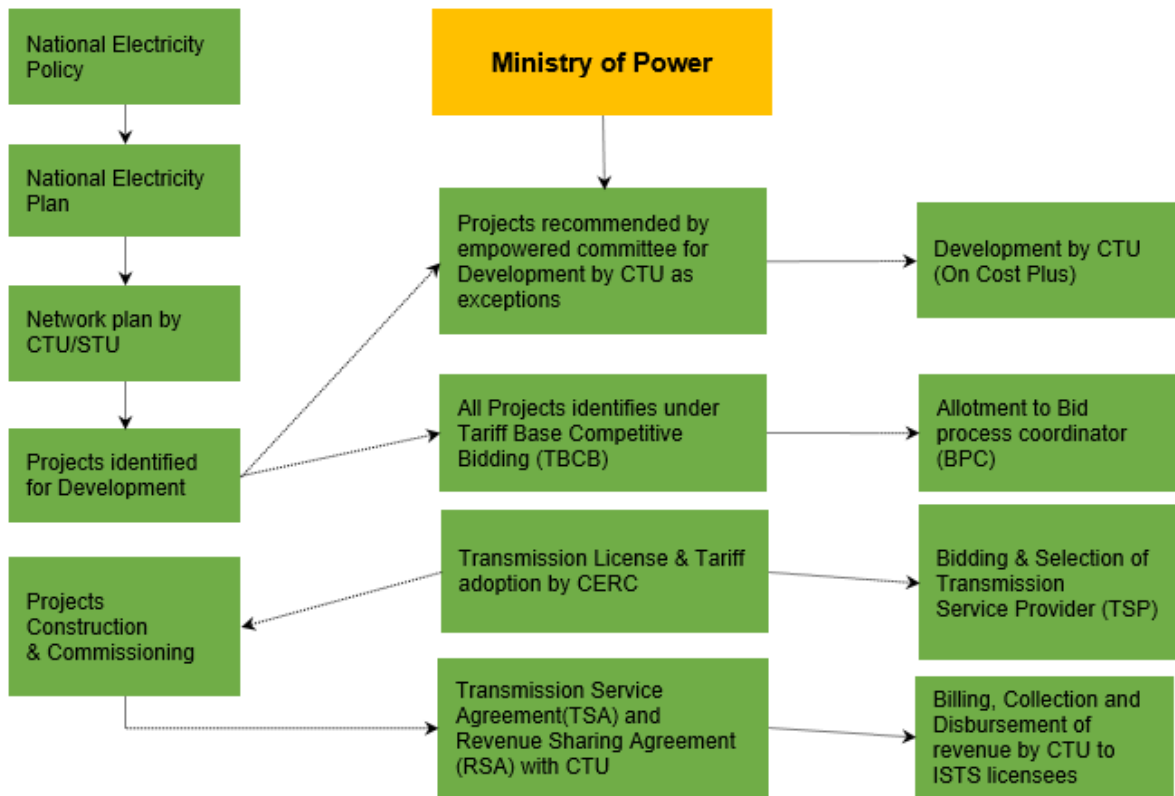 National Electricity
Policy
Ministry of Power
National Electricity
Plan
Projects recommended by
empowered committee for
Development by CTU as
exceptions
Development by CTU
(On Cost Plus)
Network plan by
CTU/STU
All Projects identifies under
Tariff Base Competitive
Bidding (TBCB)
Allotment to Bid
process coordinator
(BPC)
Projects identified
for Development
Transmission License & Tariff
adoption by CERC
Bidding & Selection of
Transmission
Service Provider (TSP)
Projects
Construction
& Commissioning
Transmission Service
Agreement(TSA) and
Revenue Sharing Agreement
(RSA) with CTU
Billing, Collection and
Disbursement of
revenue by CTU to
ISTS licensees